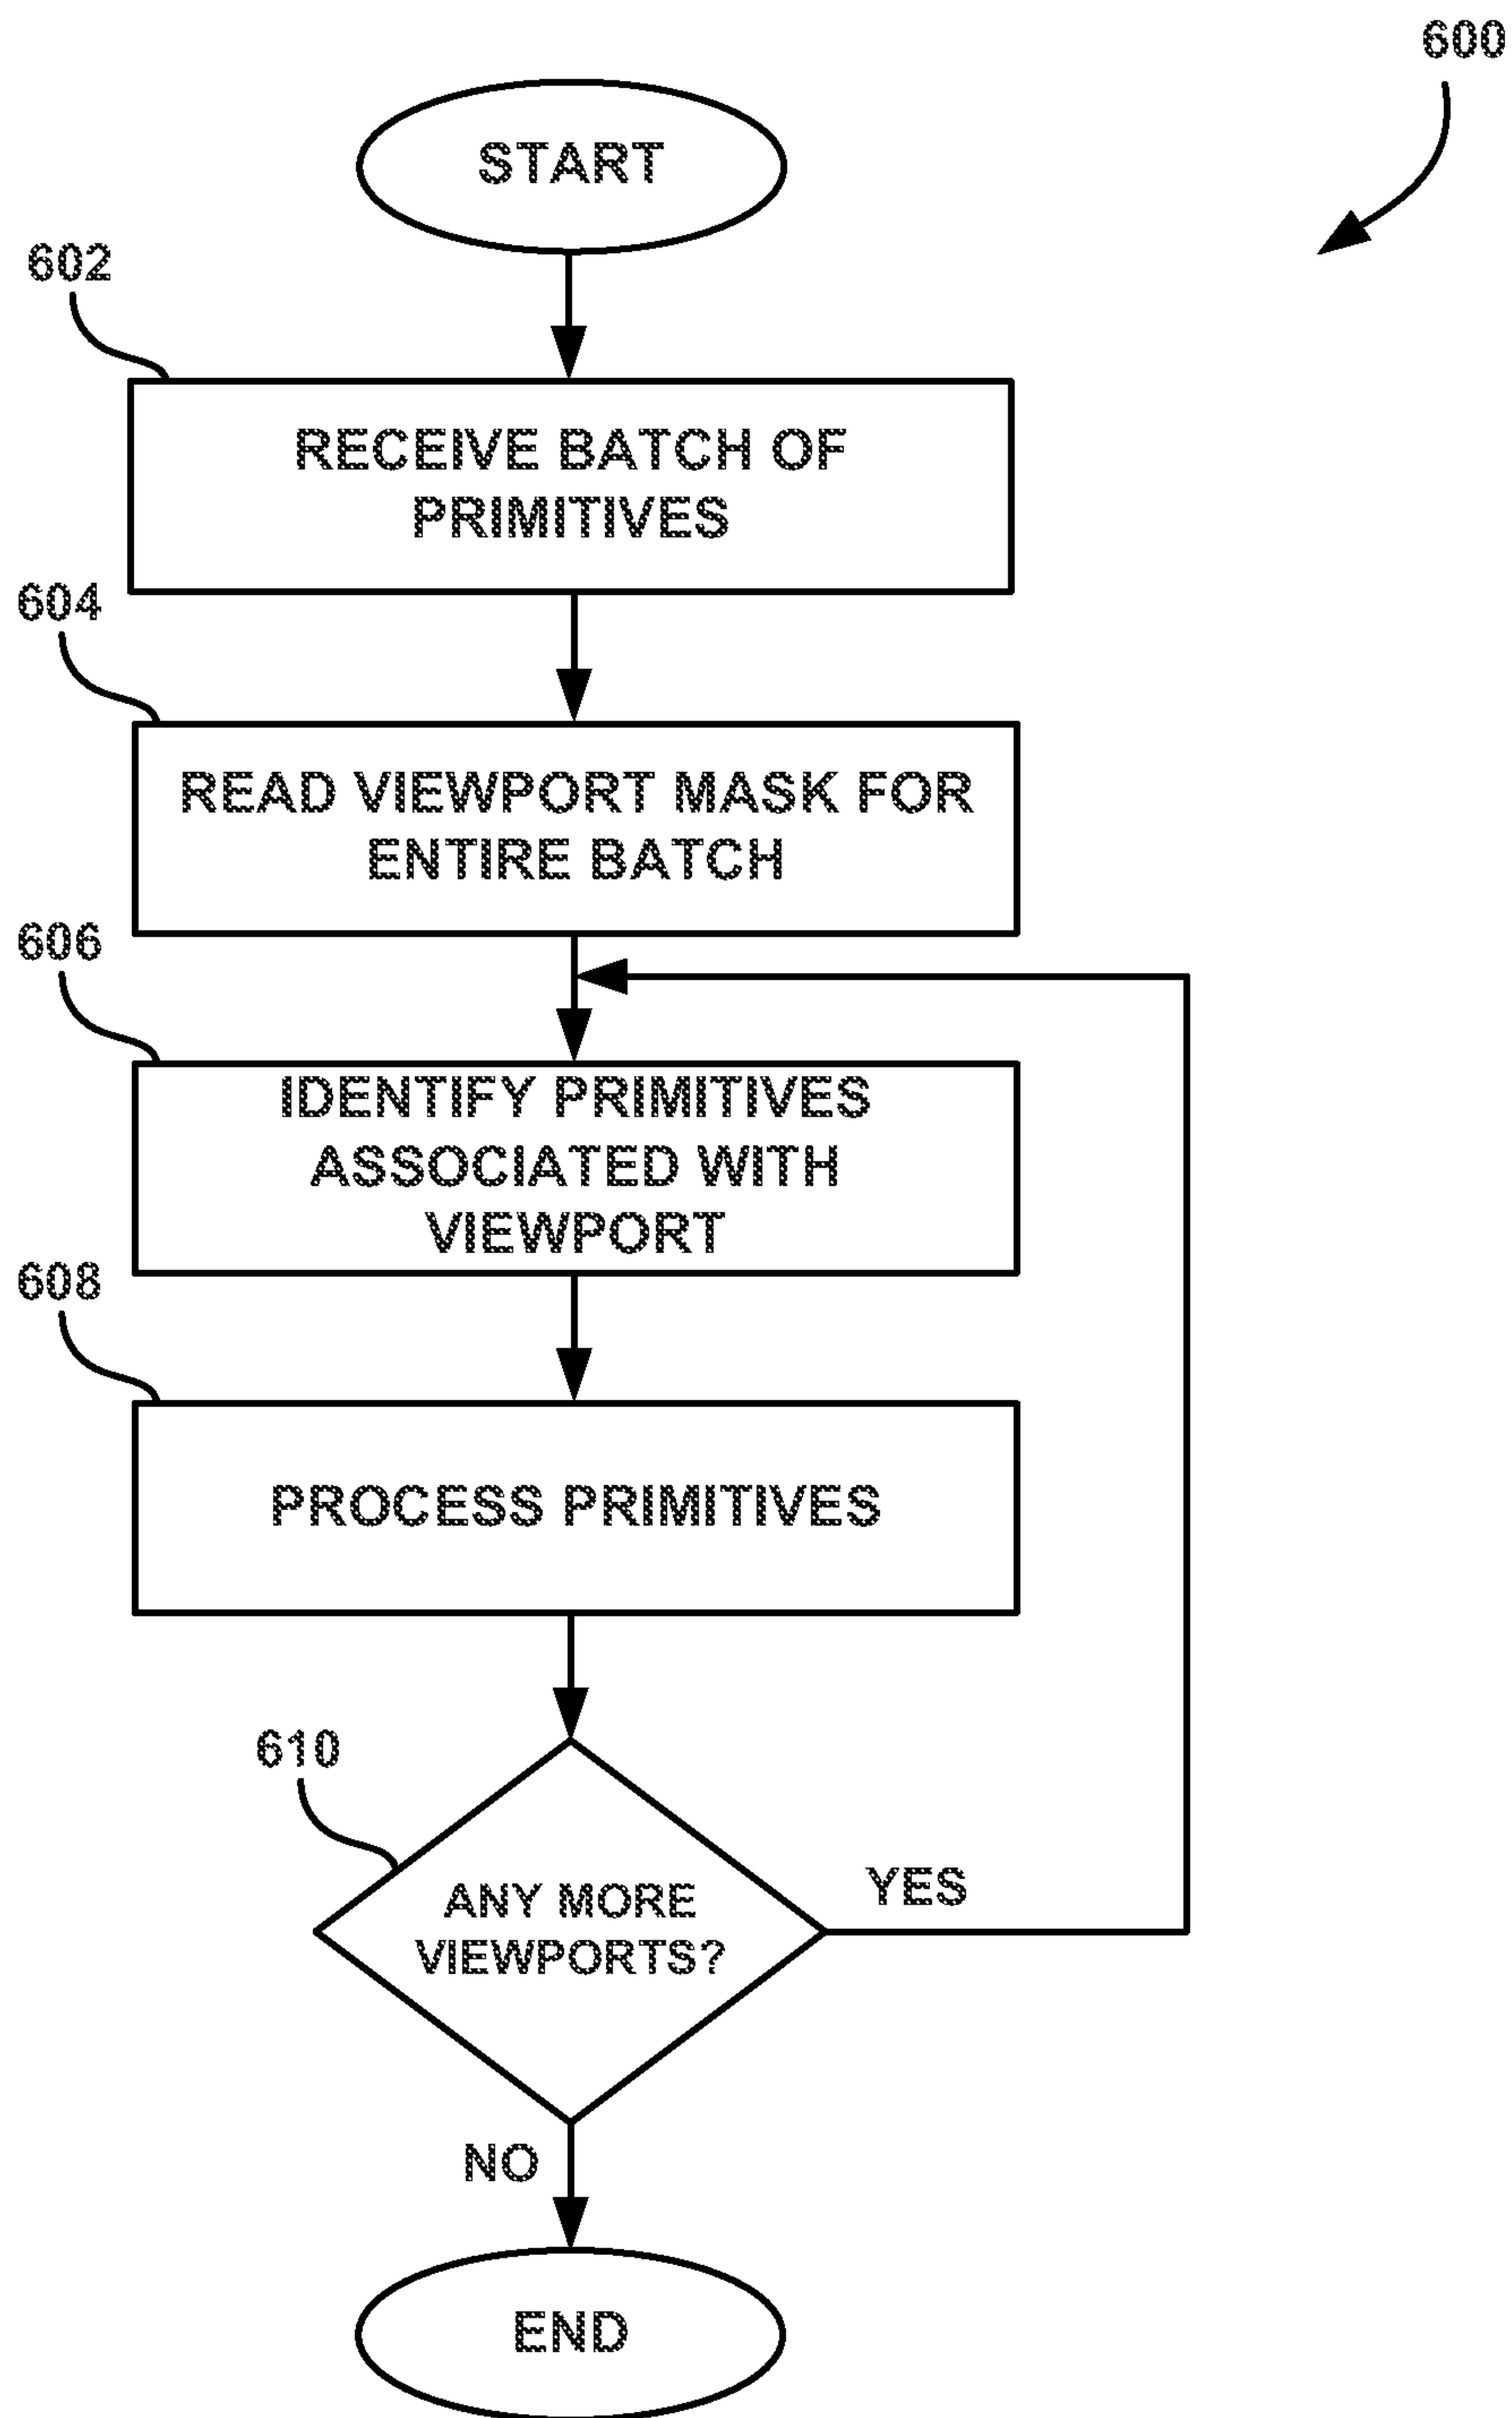 600
START
602
RECEIVE BATCH OF
PRIMITIVES
604
READ VIEWPORT MASK FOR
ENTIRE BATCH
606
IDENTIFY PRIMITIVES
ASSOCIATED WITH
VIEWPORT
608
PROCESS PRIMITIVES
610
ANY MORE
VIEWPORTS?
YES
NO
END